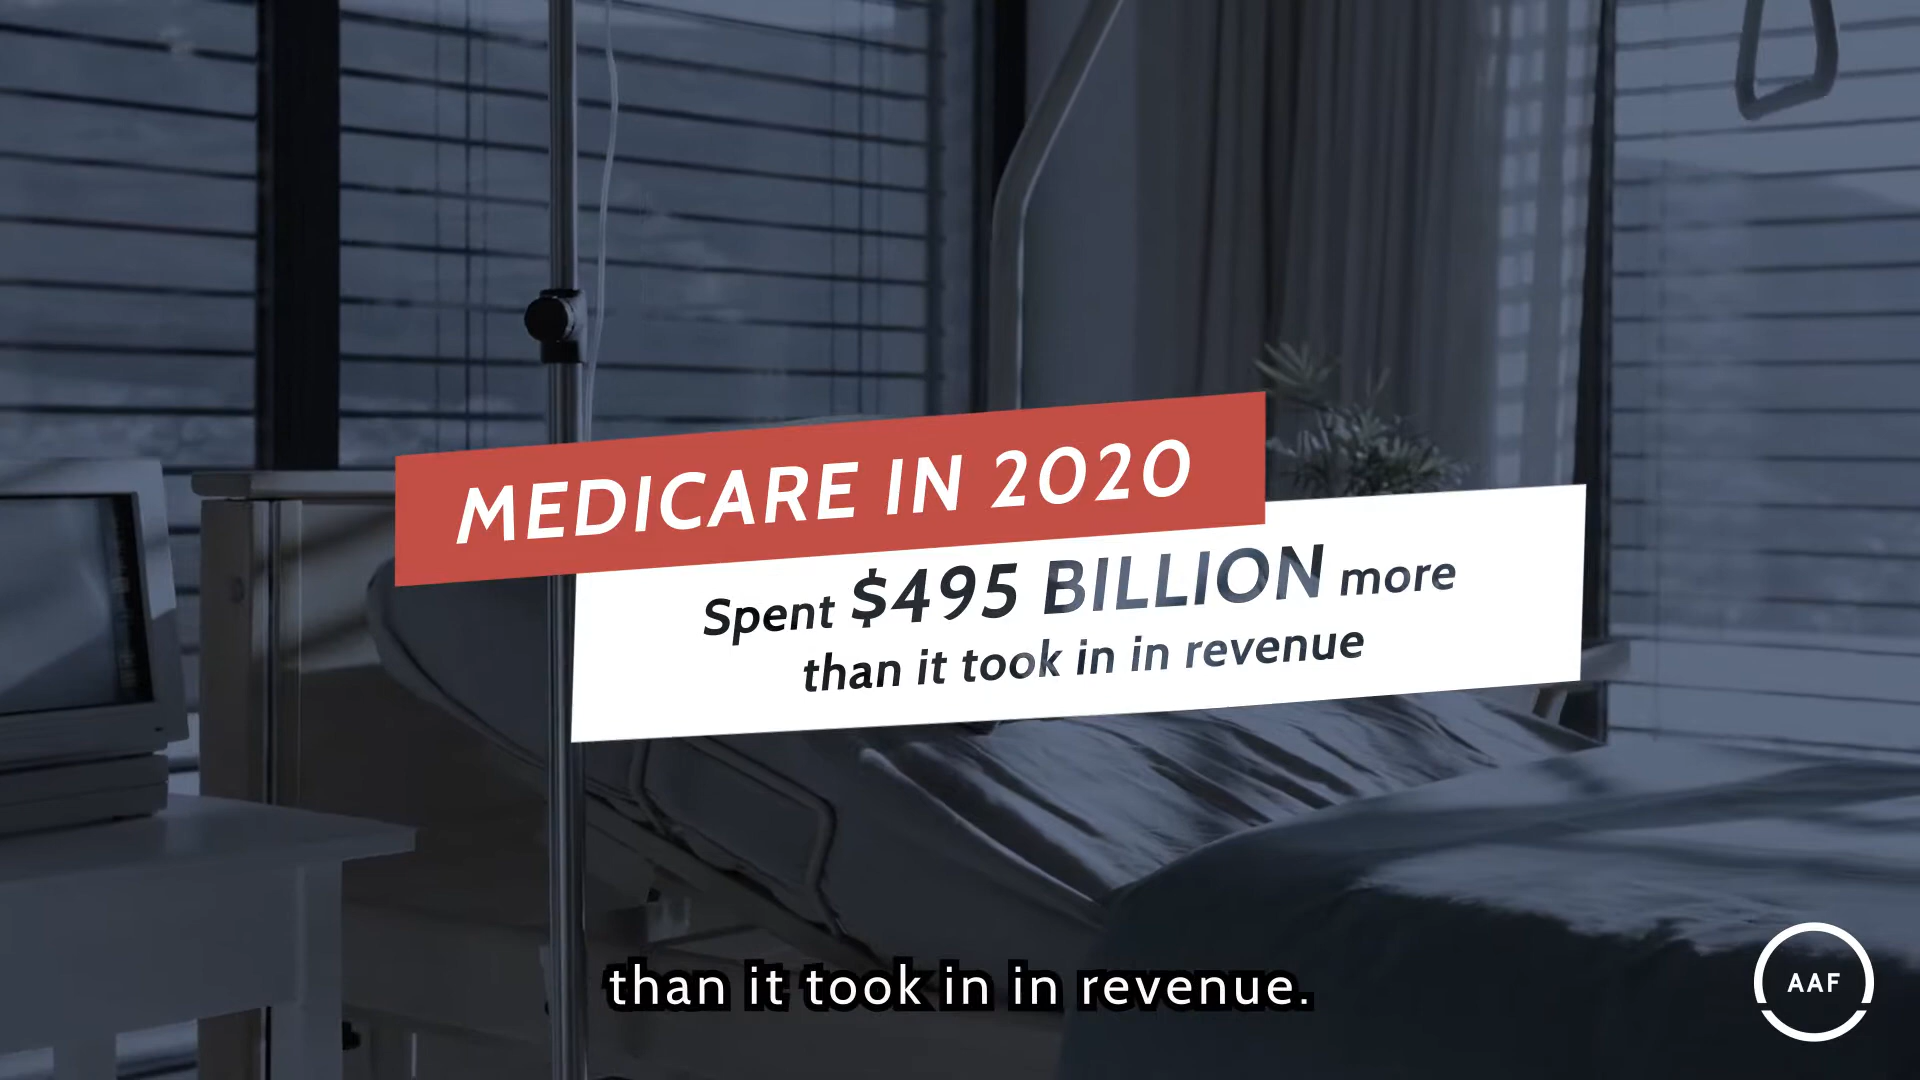 MEDICARE IN 2020
Spent $495 BILLION more
than it took in in revenue
than it took in in revenue.
AAF